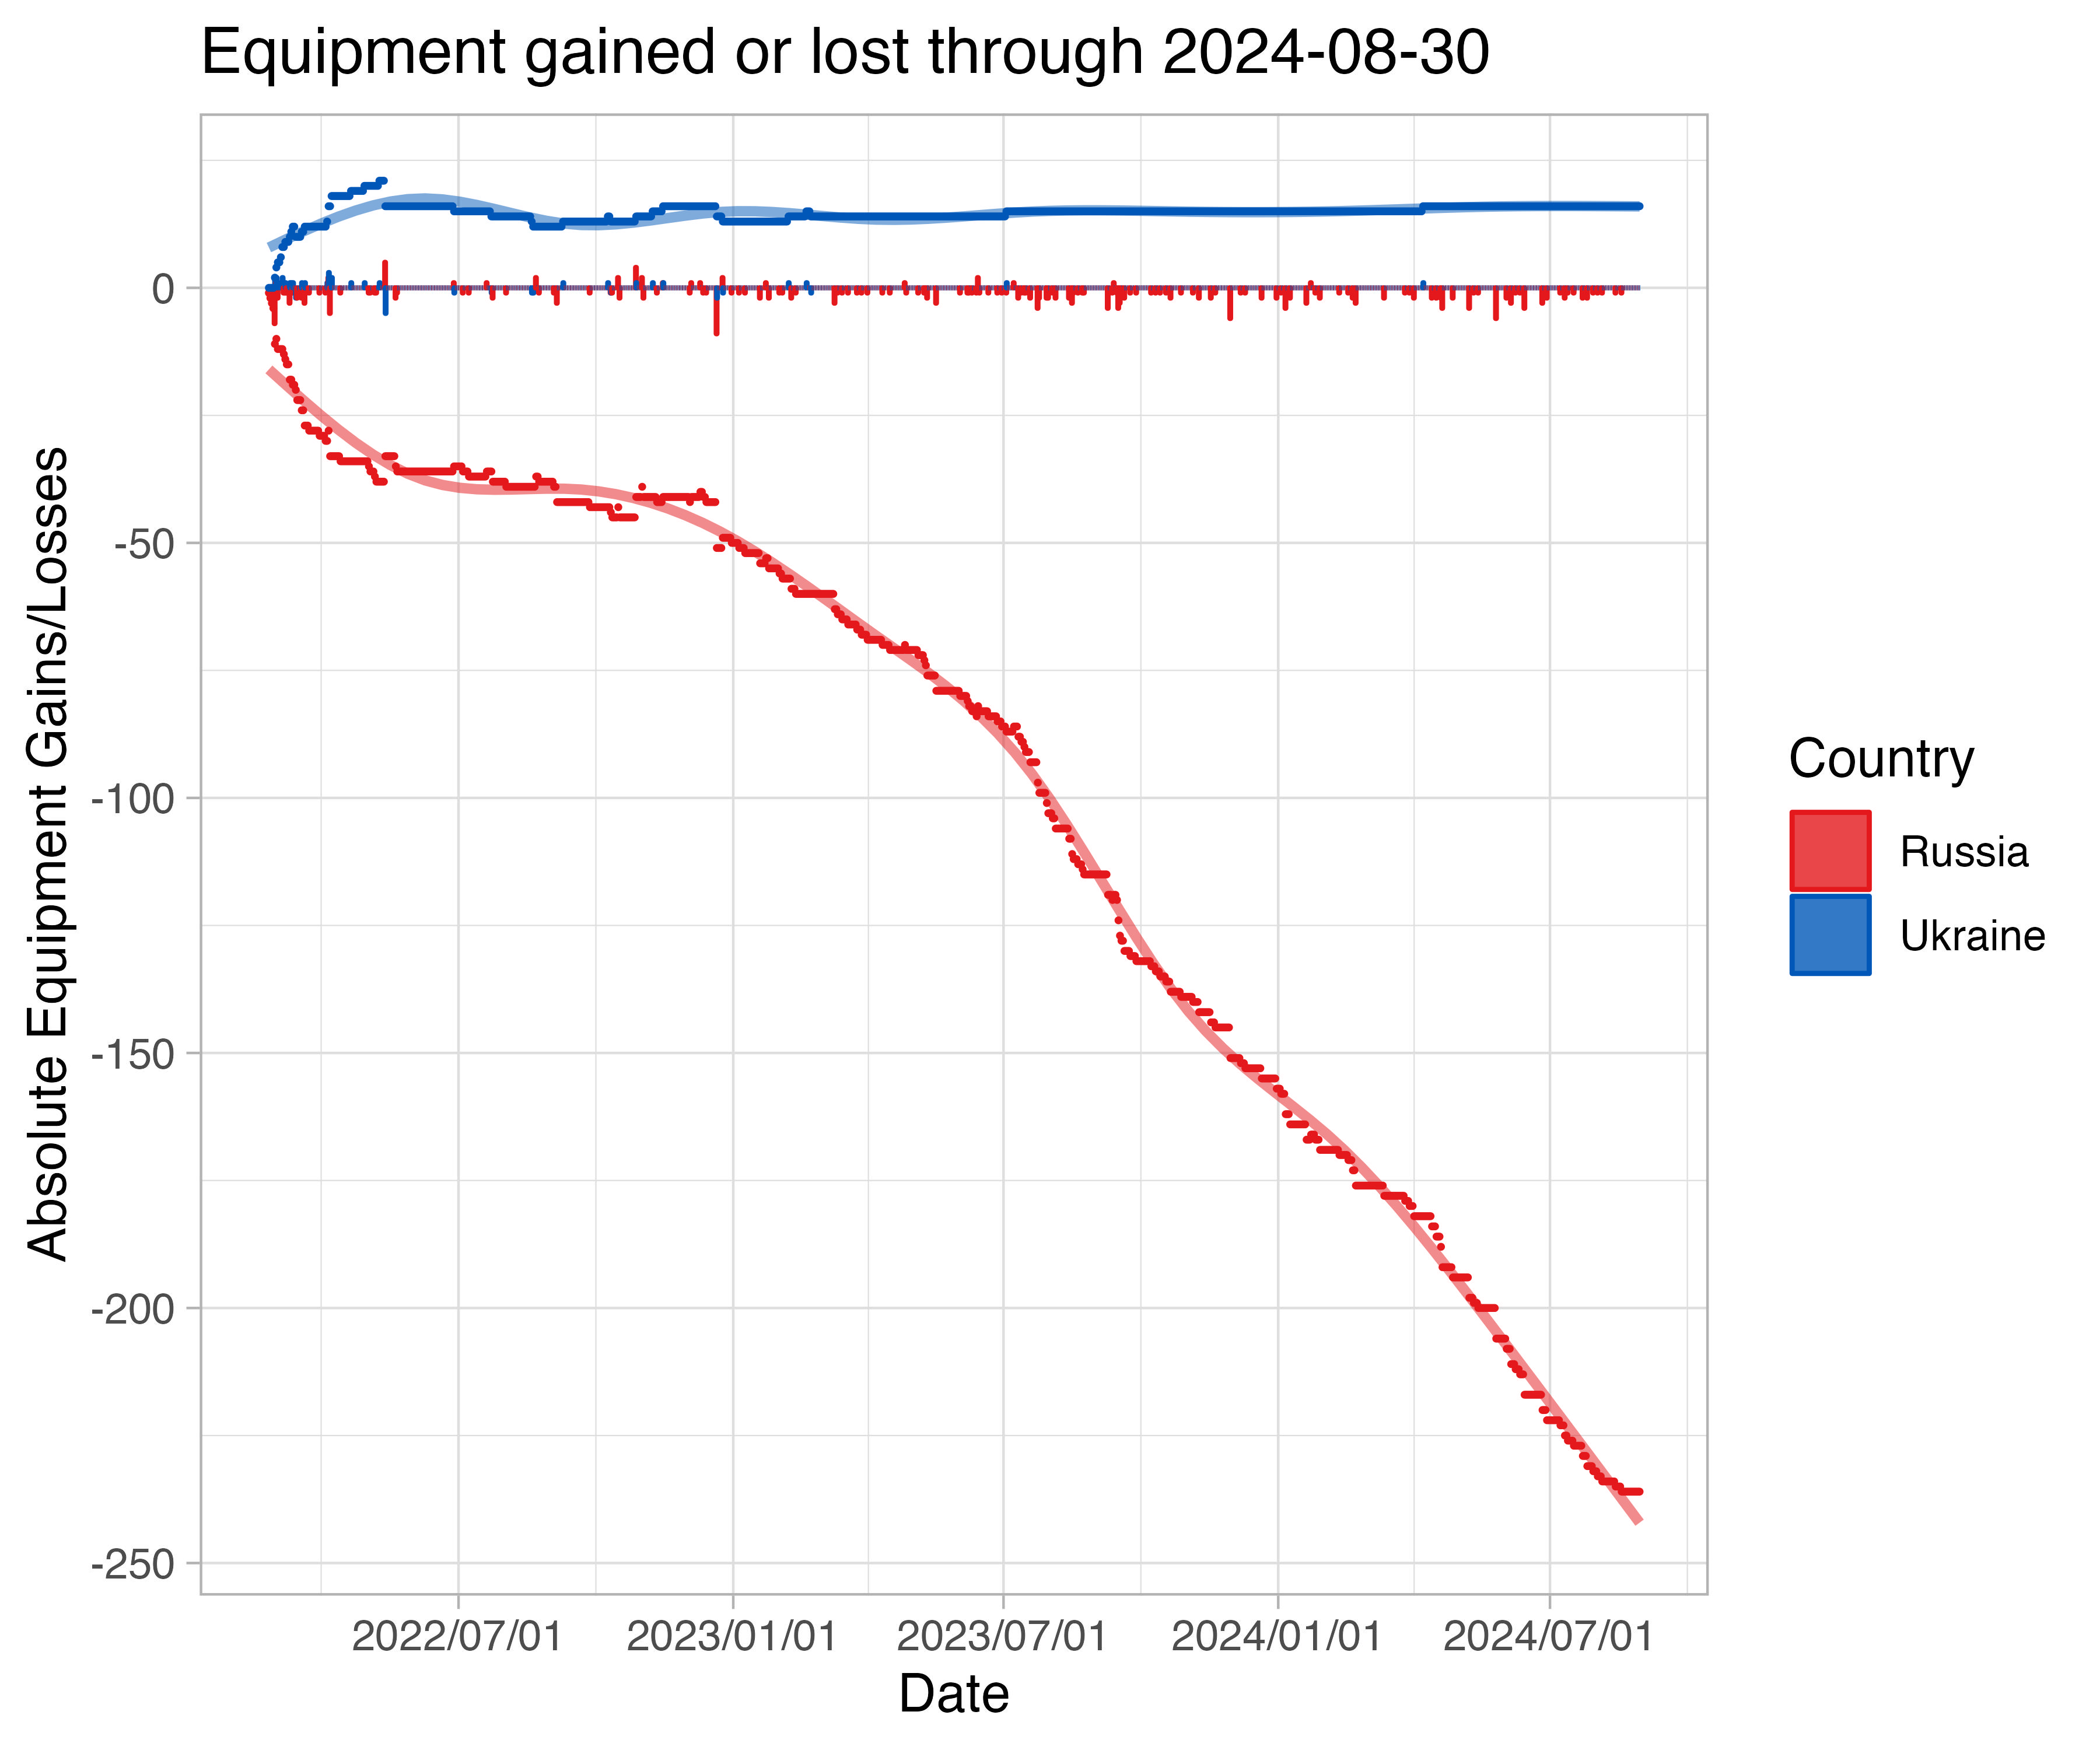 Equipment gained or lost through 2024-08-30
Absolute Equipment Gains/Losses
0
-50
-100
-150
-200
-250
2022/07/01
2023/01/01
2023/07/01
2024/01/01
2024/07/01
Date
Country
Russia
Ukraine